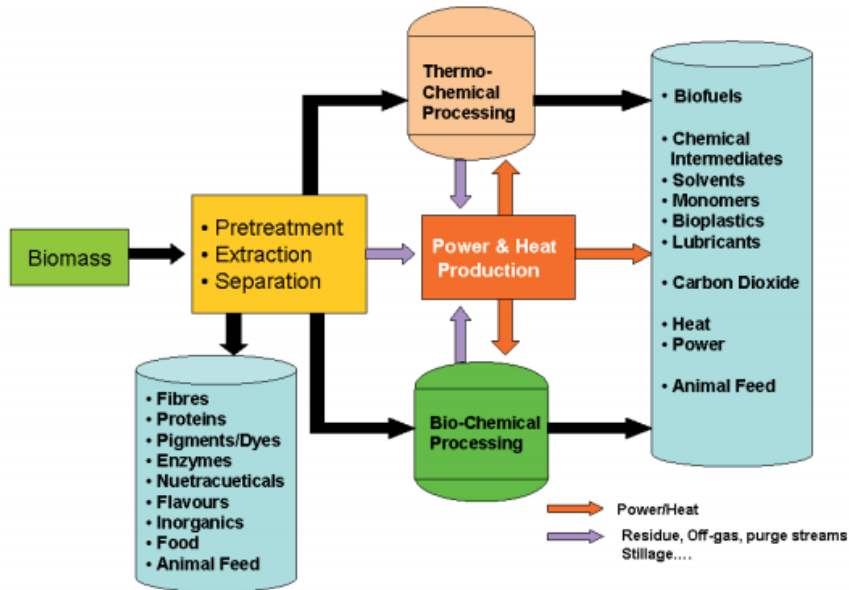 Biomass
• Pretreatment
• Extraction
• Separation
• Fibres
• Proteins
• Pigments/Dyes
• Enzymes
• Nuetracueticals
• Flavours
• Inorganics
• Food
• Animal Feed
Thermo-
Chemical
Processing
Power & Heat
Production
Bio-Chemical
Processing
• Biofuels
• Chemical
Intermediates
• Solvents
• Monomers
• Bioplastics
• Lubricants
• Carbon Dioxide
• Heat
• Power
• Animal Feed
Power/Heat
Residue, Off-gas, purge streams
Stillage....